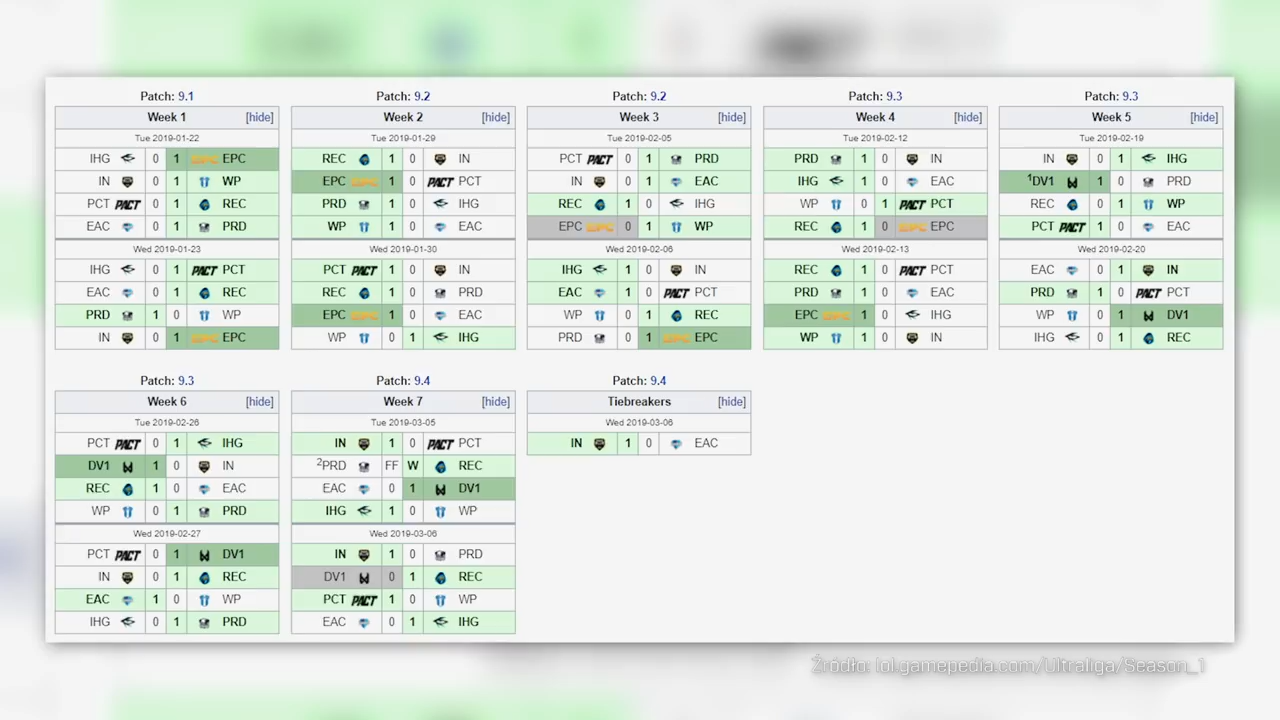 Patch: 9.1
Week 1 [hide]
Tue 2019-01-22
IHG 0 1 EPC
IN 0 1 WP
PCT PACT 0 1 REC
EAC 0 1 PRD
Wed 2019-01-23
IHG 0 1 PACT PCT
EAC 0 1 REC
PRD 1 0 WP
IN 0 1 EPC
Patch: 9.2
Week 2 [hide]
Tue 2019-01-29
REC 1 0 IN
EPC 1 0 PACT PCT
PRD 1 0 IHG
WP 1 0 EAC
Wed 2019-01-30
PCT PACT 1 0 IN
REC 1 0 PRD
EPC 1 0 EAC
WP 0 1 IHG
Patch: 9.2
Week 3 [hide]
Tue 2019-02-05
PCT PACT 0 1 PRD
IN 0 1 EAC
REC 0 1 IHG
EPC 0 1 WP
Wed 2019-02-06
IHG 1 0 IN
EAC 1 0 PACT PCT
WP 0 1 REC
PRD 0 1 EPC
Patch: 9.3
Week 4 [hide]
Tue 2019-02-12
PRD 1 0 IN
IHG 1 0 EAC
WP 0 1 PACT PCT
REC 1 0 EPC
Wed 2019-02-13
REC 1 0 PACT PCT
PRD 1 0 EAC
EPC 1 0 IHG
WP 1 0 IN
Patch: 9.3
Week 5 [hide]
Tue 2019-02-19
IN 0 1 IHG
1DV1 1 0 PRD
REC 0 1 WP
PCT PACT 1 0 EAC
Wed 2019-02-20
EAC 0 1 IN
PRD 1 0 PACT PCT
WP 0 1 DV1
IHG 0 1 REC
Patch: 9.3
Week 6 [hide]
Tue 2019-02-26
PCT PACT 0 1 IHG
DV1 1 0 IN
REC 1 0 EAC
WP 0 1 PRD
Wed 2019-02-27
PCT PACT 0 1 DV1
IN 0 1 REC
EAC 1 0 WP
IHG 0 1 PRD
Patch: 9.4
Week 7 [hide]
Tue 2019-03-05
IN 1 0 PACT PCT
2PRD FF W REC
EAC 0 1 DV1
IHG 1 0 WP
Wed 2019-03-06
IN 1 0 PRD
DV1 0 1 REC
PCT PACT 1 0 WP
EAC 0 1 IHG
Patch: 9.4
Tiebreakers [hide]
Wed 2019-03-06
IN 1 0 EAC
Źródło: lol.gamepedia.com/Ultraliga/Season_1